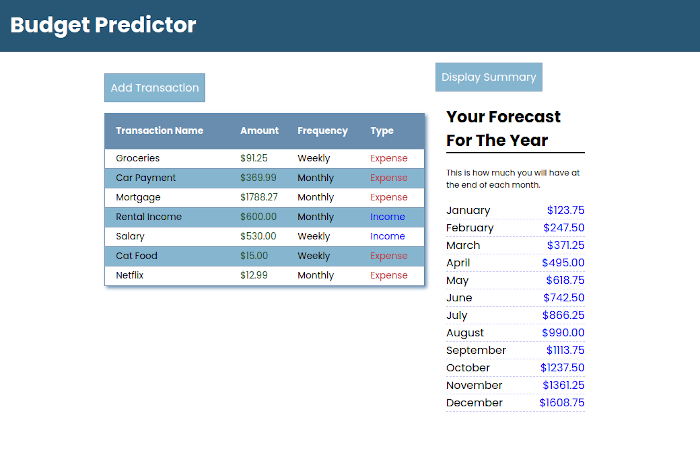 Budget Predictor
Add Transaction
Transaction Name Amount Frequency Type
Groceries $91.25 Weekly Expense
Car Payment $369.99 Monthly Expense
Mortgage $1788.27 Monthly Expense
Rental Income $600.00 Monthly Income
Salary $530.00 Weekly Income
Cat Food $15.00 Weekly Expense
Netflix $12.99 Monthly Expense
Display Summary
Your Forecast
For The Year
This is how much you will have at
the end of each month.
January $123.75
February $247.50
March $371.25
April $495.00
May $618.75
June $742.50
July $866.25
August $990.00
September $1113.75
October $1237.50
November $1361.25
December $1608.75